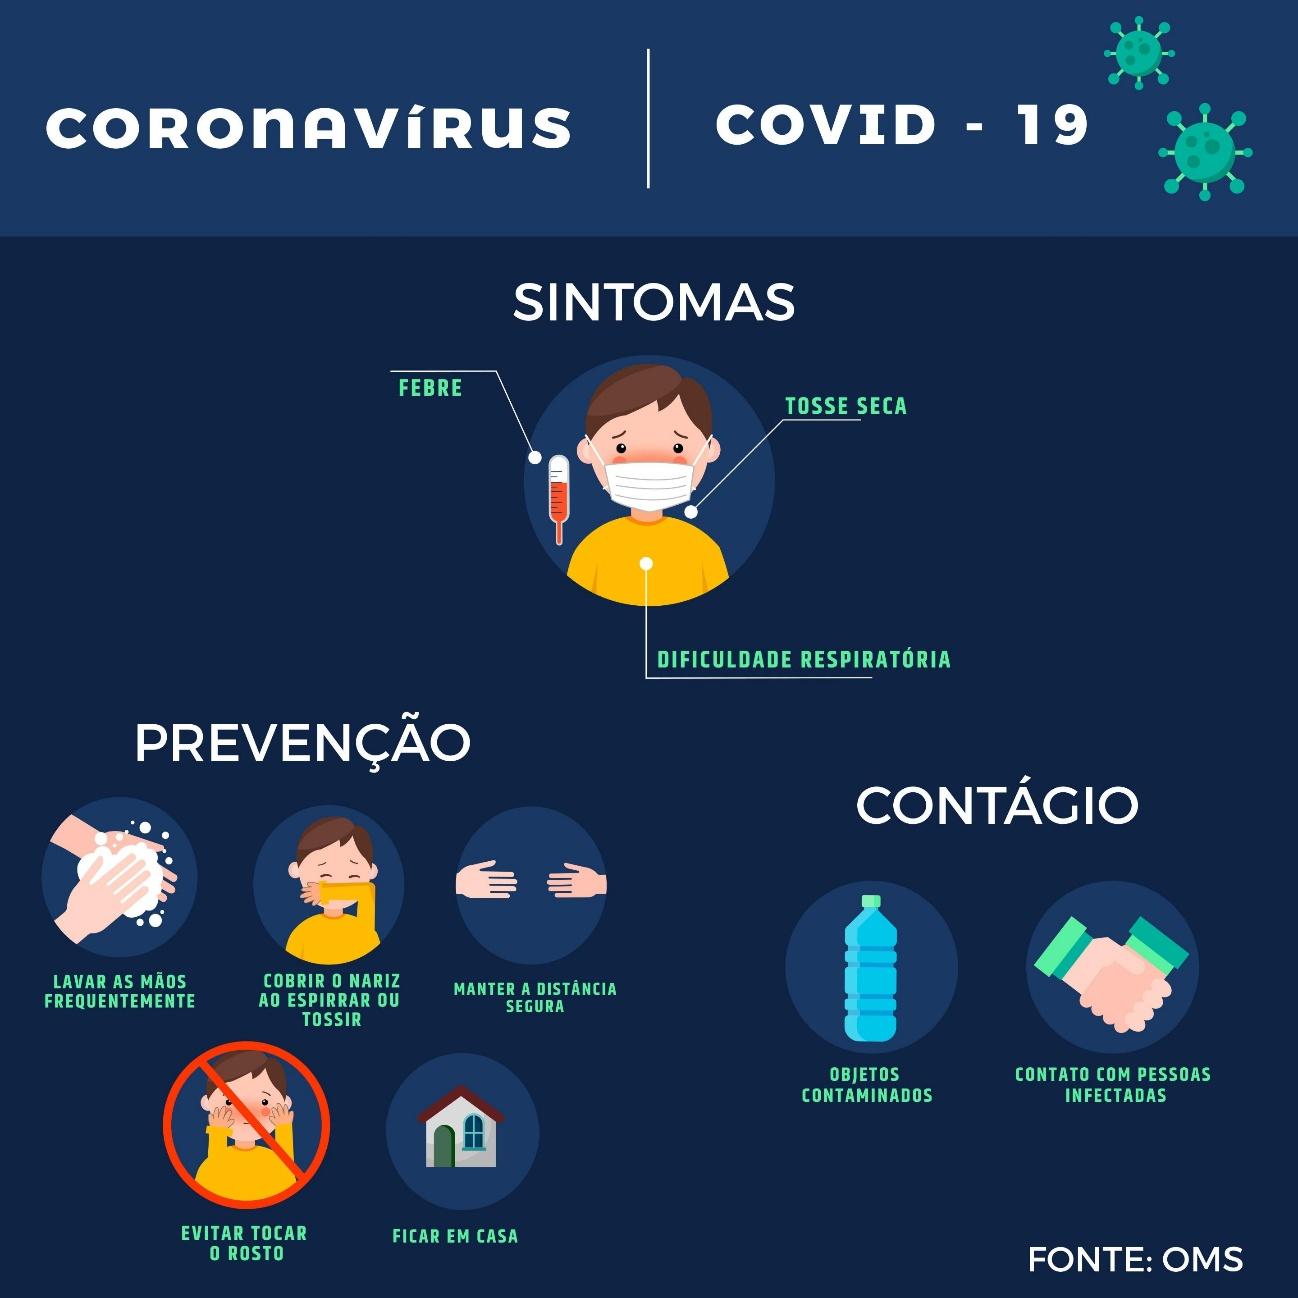 CORONAVÍRUS
COVID - 19
SINTOMAS
FEBRE
TOSSE SECA
DIFICULDADE RESPIRATÓRIA
PREVENÇÃO
LAVAR AS MÃOS
FREQUENTEMENTE
COBRIR O NARIZ
AO ESPIRRAR OU
TOSSIR
MANTER A DISTÂNCIA
SEGURA
EVITAR TOCAR
O ROSTO
FICAR EM CASA
CONTÁGIO
OBJETOS
CONTAMINADOS
CONTATO COM PESSOAS
INFECTADAS
FONTE: OMS